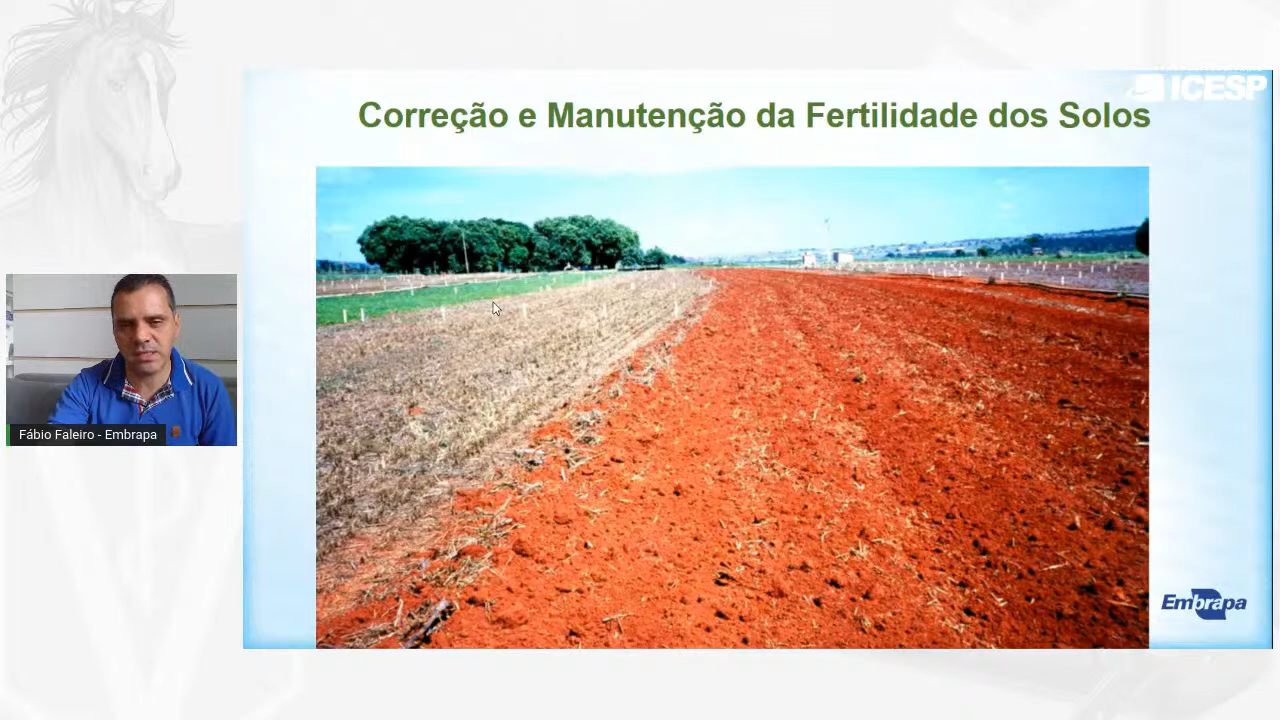 ICESP
Correção e Manutenção da Fertilidade dos Solos
Fábio Faleiro - Embrapa
Embrapa